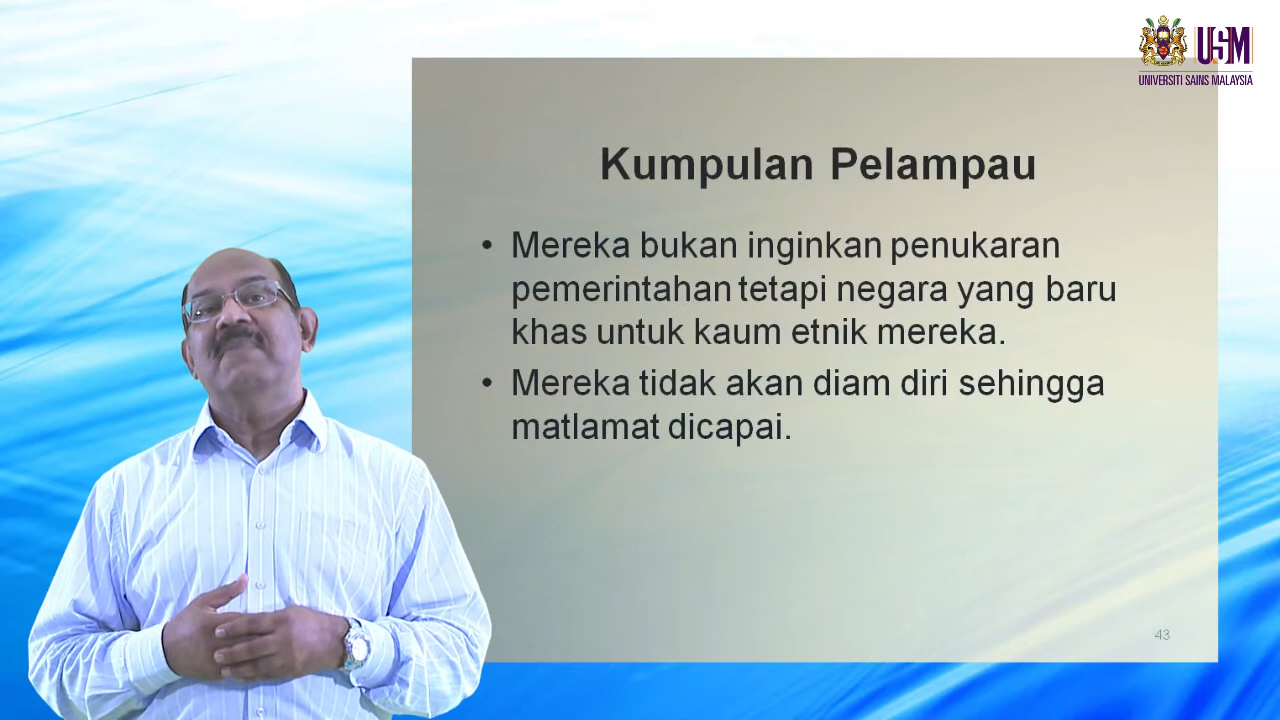 USM
UNIVERSITI SAINS MALAYSIA
Kumpulan Pelampau
• Mereka bukan inginkan penukaran
pemerintahan tetapi negara yang baru
khas untuk kaum etnik mereka.
• Mereka tidak akan diam diri sehingga
matlamat dicapai.
43